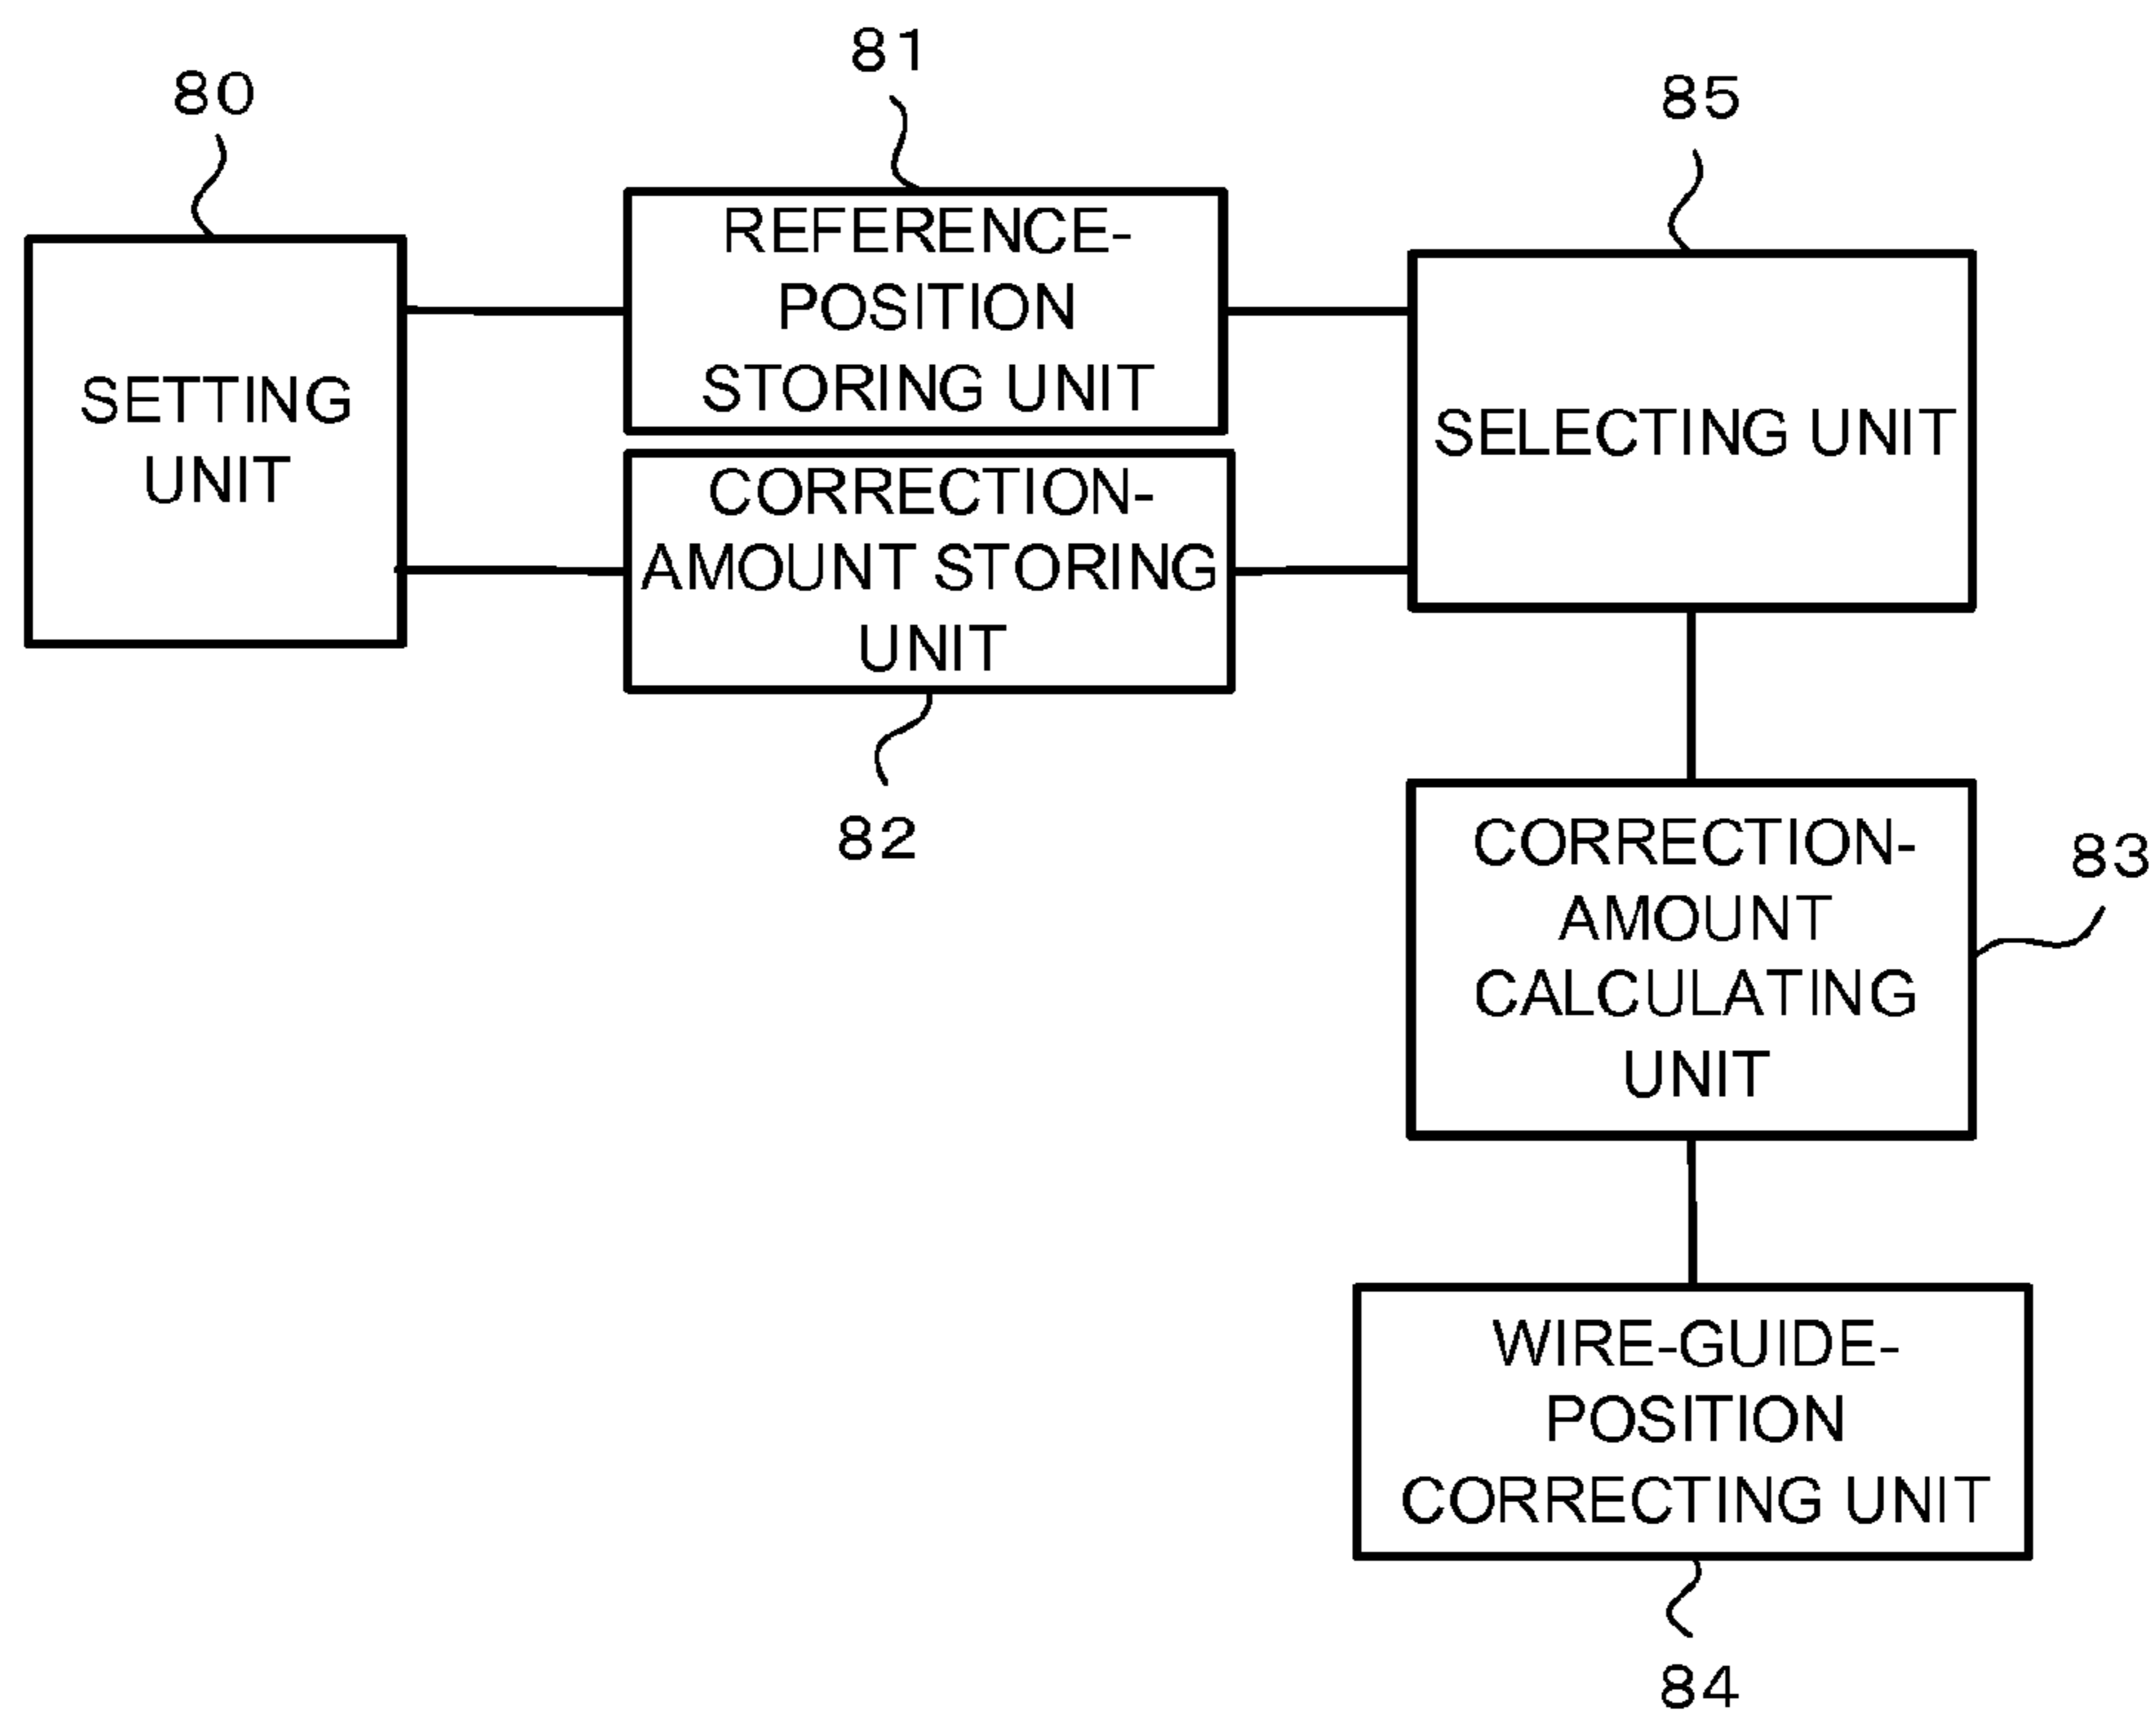 80
SETTING
UNIT
81
REFERENCE-
POSITION
STORING UNIT
CORRECTION-
AMOUNT STORING
UNIT
82
85
SELECTING UNIT
CORRECTION-
AMOUNT
CALCULATING
UNIT
83
WIRE-GUIDE-
POSITION
CORRECTING UNIT
84